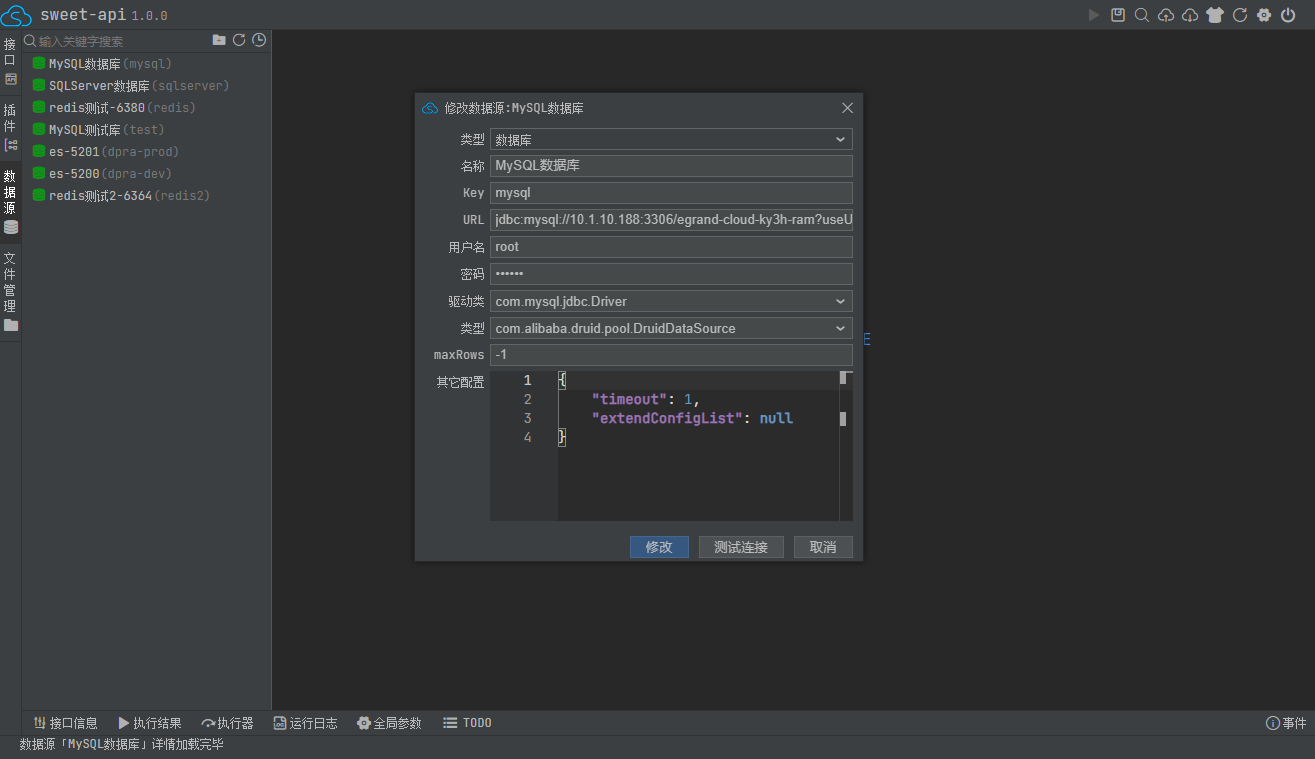 sweet-api 1.0.0
接口
插件
数据源
文件管理
输入关键字搜索
MySQL数据库(mysql)
SQLServer数据库(sqlserver)
redis测试-6380(redis)
MySQL测试库(test)
es-5201(dpra-prod)
es-5200(dpra-dev)
redis测试2-6364(redis2)
修改数据源:MySQL数据库
类型 数据库
名称 MySQL数据库
Key mysql
URL jdbc:mysql://10.1.10.188:3306/egrand-cloud-ky3h-ram?useU
用户名 root
密码 ••••••
驱动类 com.mysql.jdbc.Driver
类型 com.alibaba.druid.pool.DruidDataSource
maxRows -1
其它配置
1 {
2 "timeout": 1,
3 "extendConfigList": null
4 }
修改 测试连接 取消
E
接口信息 执行结果 执行器 运行日志 全局参数 TODO 事件
数据源「MySQL数据库」详情加载完毕